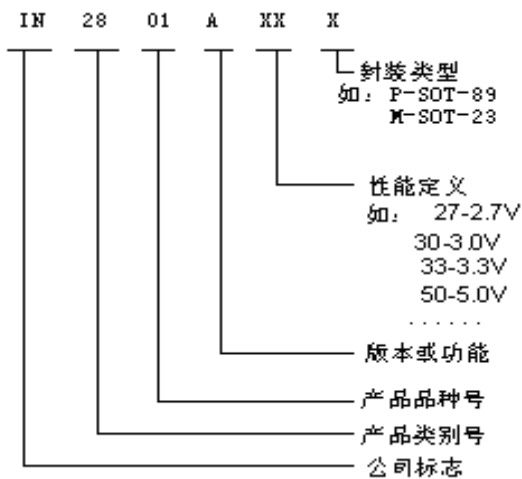 IN 28 01 A XX X
封装类型
如：P-SOT-89
M-SOT-23
性能定义
如： 27-2.7V
30-3.0V
33-3.3V
50-5.0V
······
版本或功能
产品品种号
产品类别号
公司标志